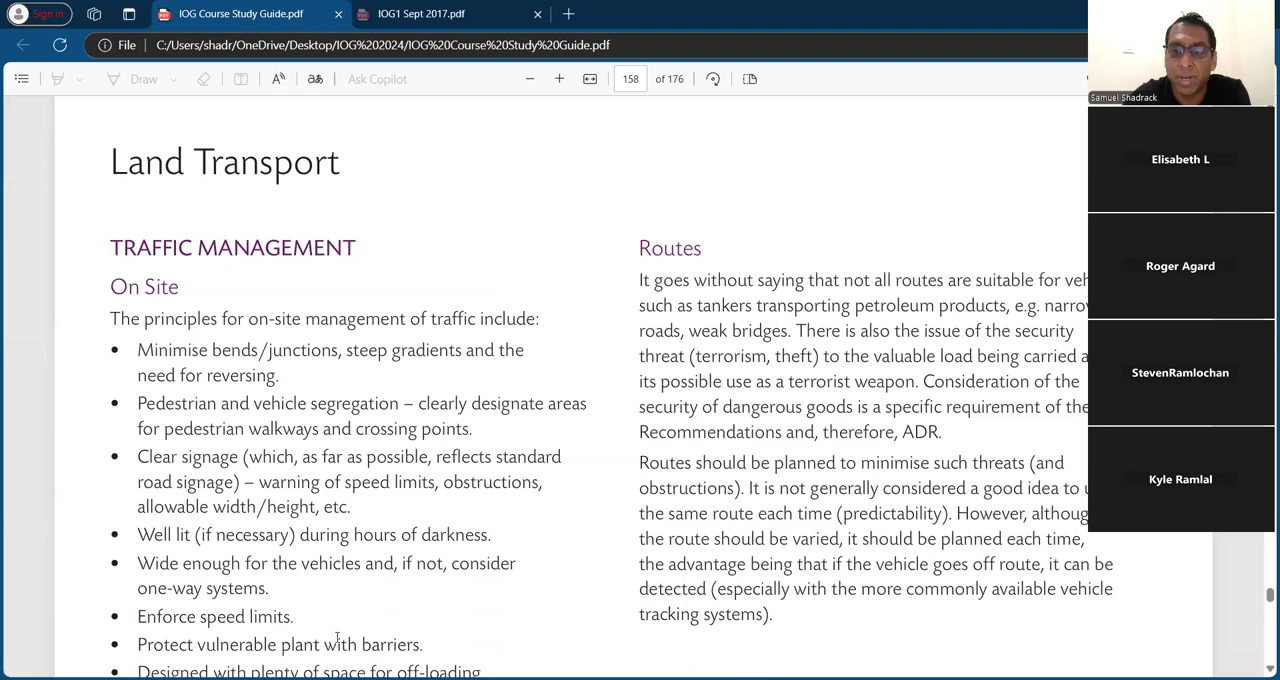 Sign in
IOG Course Study Guide.pdf
IOG1 Sept 2017.pdf
File
C:/Users/shadr/OneDrive/Desktop/IOG%202024/IOG%20Course%20Study%20Guide.pdf
Draw
Ask Copilot
158 of 176
Samuel Shadrack
Elisabeth L
Roger Agard
StevenRamlochan
Kyle Ramlal
Land Transport
TRAFFIC MANAGEMENT
On Site
The principles for on-site management of traffic include:
• Minimise bends/junctions, steep gradients and the
need for reversing.
• Pedestrian and vehicle segregation – clearly designate areas
for pedestrian walkways and crossing points.
• Clear signage (which, as far as possible, reflects standard
road signage) – warning of speed limits, obstructions,
allowable width/height, etc.
• Well lit (if necessary) during hours of darkness.
• Wide enough for the vehicles and, if not, consider
one-way systems.
• Enforce speed limits.
• Protect vulnerable plant with barriers.
• Designed with plenty of space for off-loading
Routes
It goes without saying that not all routes are suitable for
such as tankers transporting petroleum products, e.g.
roads, weak bridges. There is also the issue of the security
threat (terrorism, theft) to the valuable load being carried
its possible use as a terrorist weapon. Consideration of the
security of dangerous goods is a specific requirement of the
Recommendations and, therefore, ADR.
Routes should be planned to minimise such threats (and
obstructions). It is not generally considered a good idea to
the same route each time (predictability). However,
the route should be varied, it should be planned each time,
the advantage being that if the vehicle goes off route, it can be
detected (especially with the more commonly available vehicle
tracking systems).